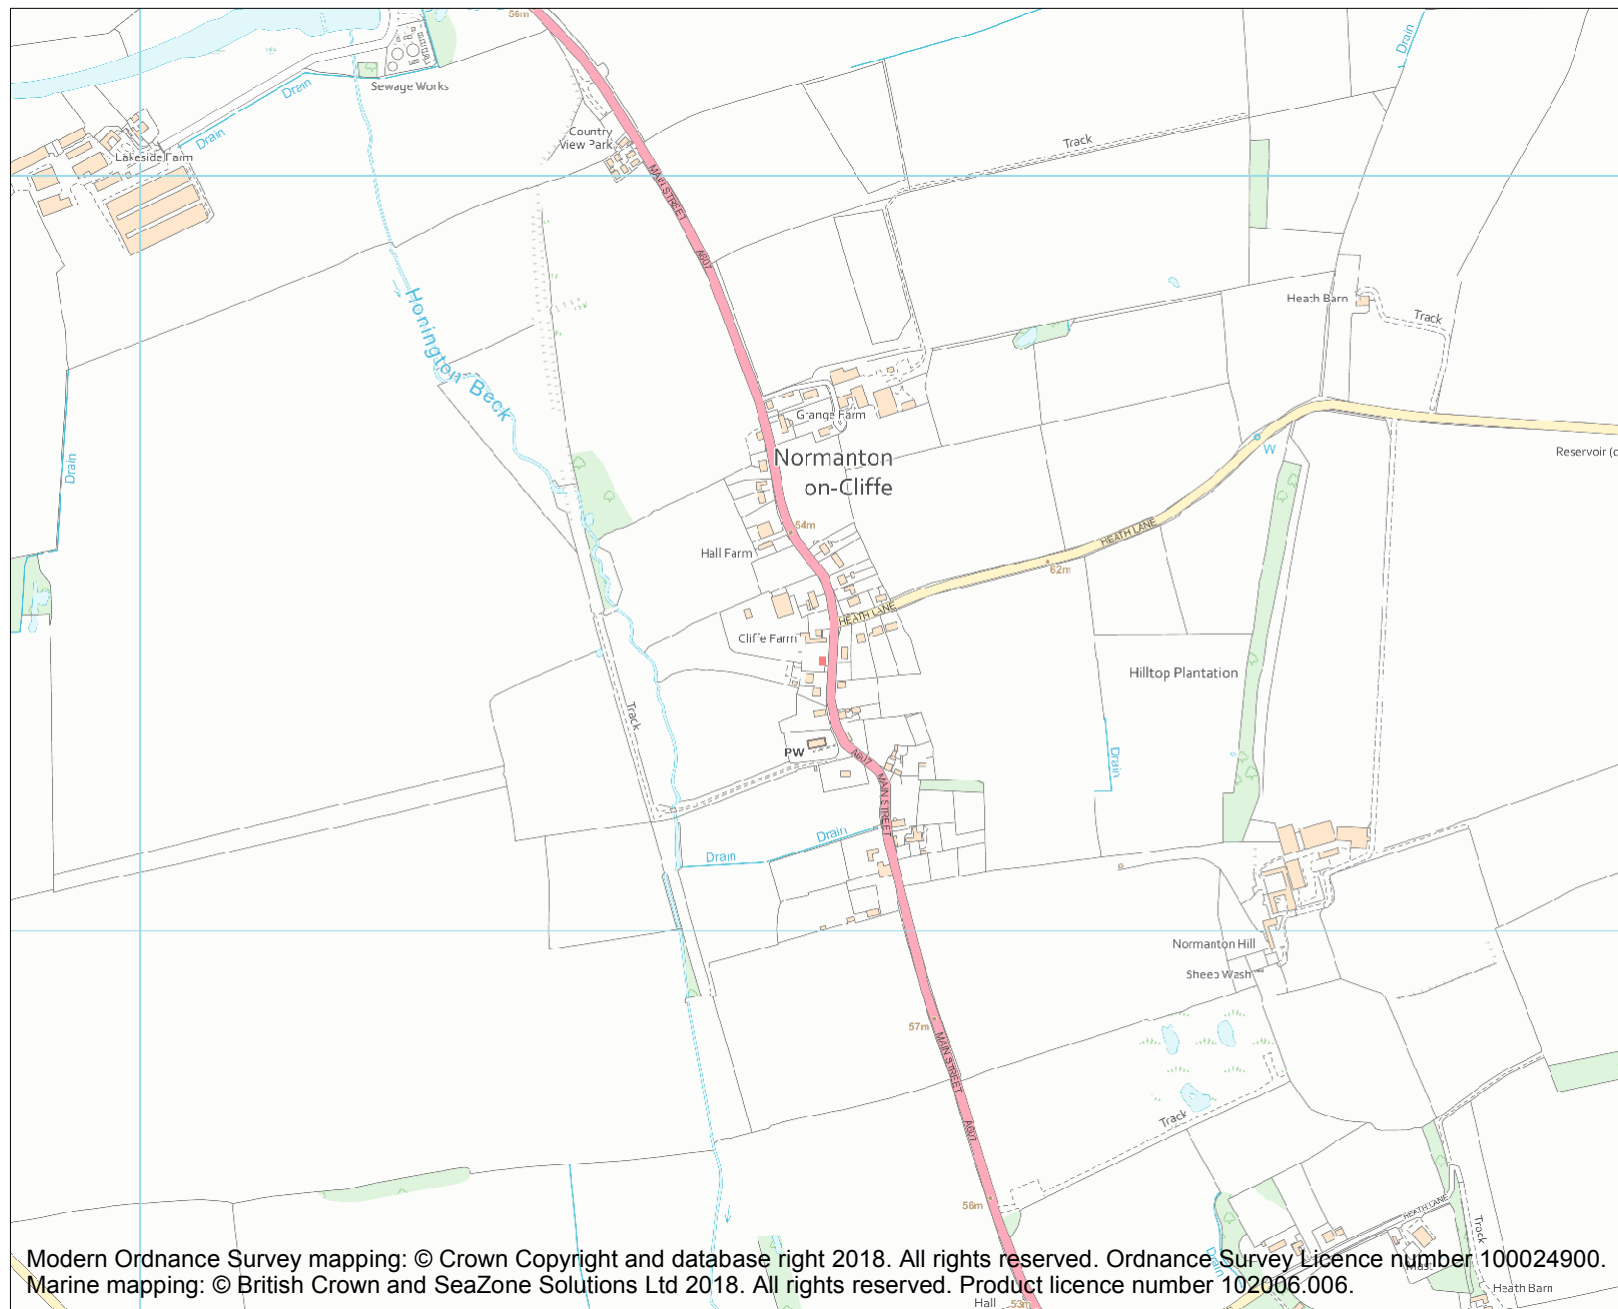 56m
Drain
Sewage Works
Drain
Drain
Country
View Park
Lakeside Farm
Track
MAIN STREET
A607
Honington Beck
Heath Barn
Track
Grange Farm
Normanton
on-Cliffe
W
Reservoir (c
Drain
54m
HEATH LANE
Hall Farm
62m
HEATH LANE
Cliffe Farm
Hilltop Plantation
Track
PW
A607
MAIN STREET
Drain
Drain
Drain
Normanton Hill
Sheep Wash
57m
MAIN STREET
A607
Track
56m
HEATH LANE
Track
Drain
Modern Ordnance Survey mapping: © Crown Copyright and database right 2018. All rights reserved. Ordnance Survey Licence number 100024900.
Marine mapping: © British Crown and SeaZone Solutions Ltd 2018. All rights reserved. Product licence number 102006.006.
Heath Barn
Hall
53m